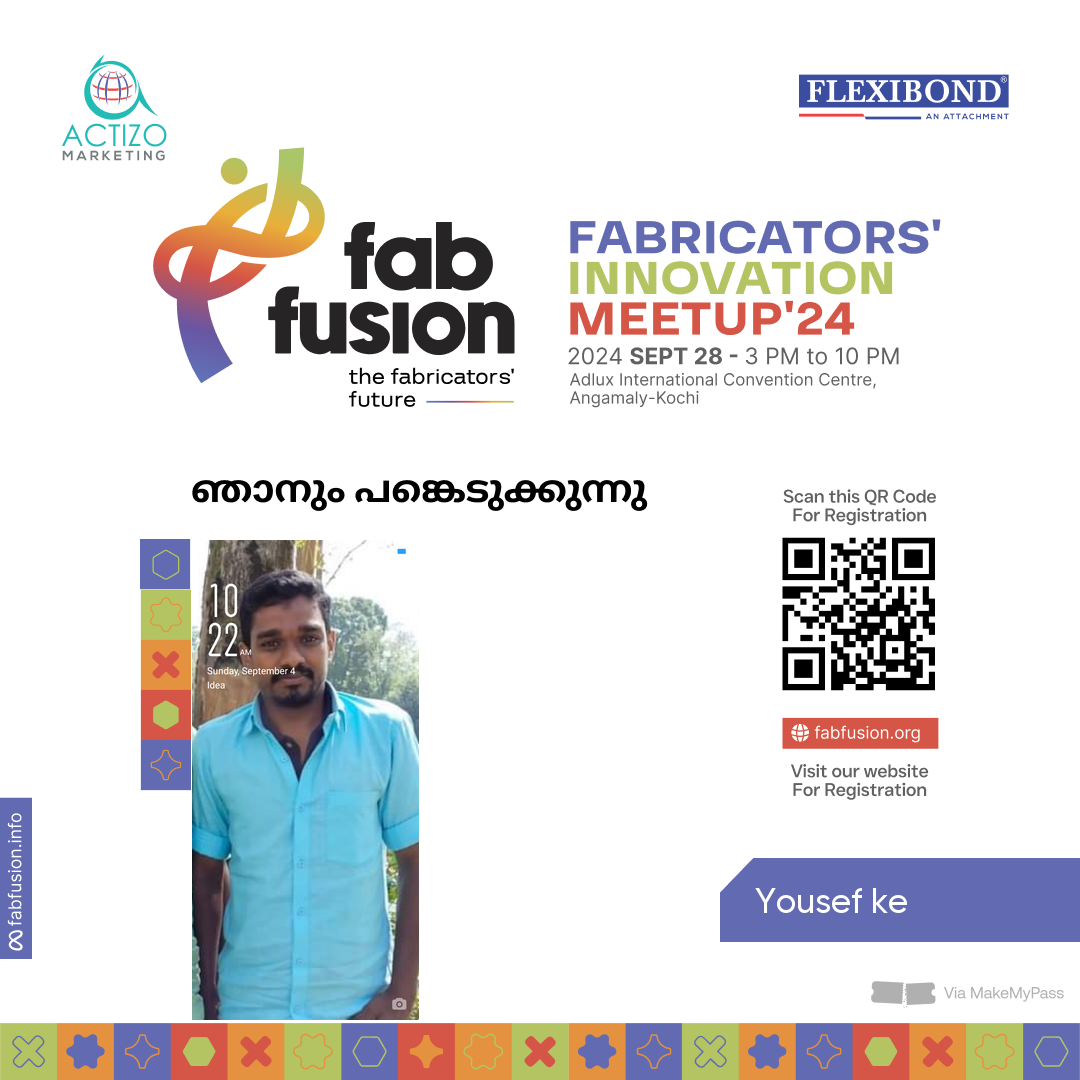 ACTIZO
MARKETING
FLEXIBOND®
AN ATTACHMENT
fab
fusion
the fabricators'
future
FABRICATORS'
INNOVATION
MEETUP'24
2024 SEPT 28 - 3 PM to 10 PM
Adlux International Convention Centre,
Angamaly-Kochi
ഞാനും പങ്കെടുക്കുന്നു
Scan this QR Code
For Registration
10
22 AM
Sunday, September 4
Idea
fabfusion.org
Visit our website
For Registration
fabfusion.info
Yousef ke
Via MakeMyPass